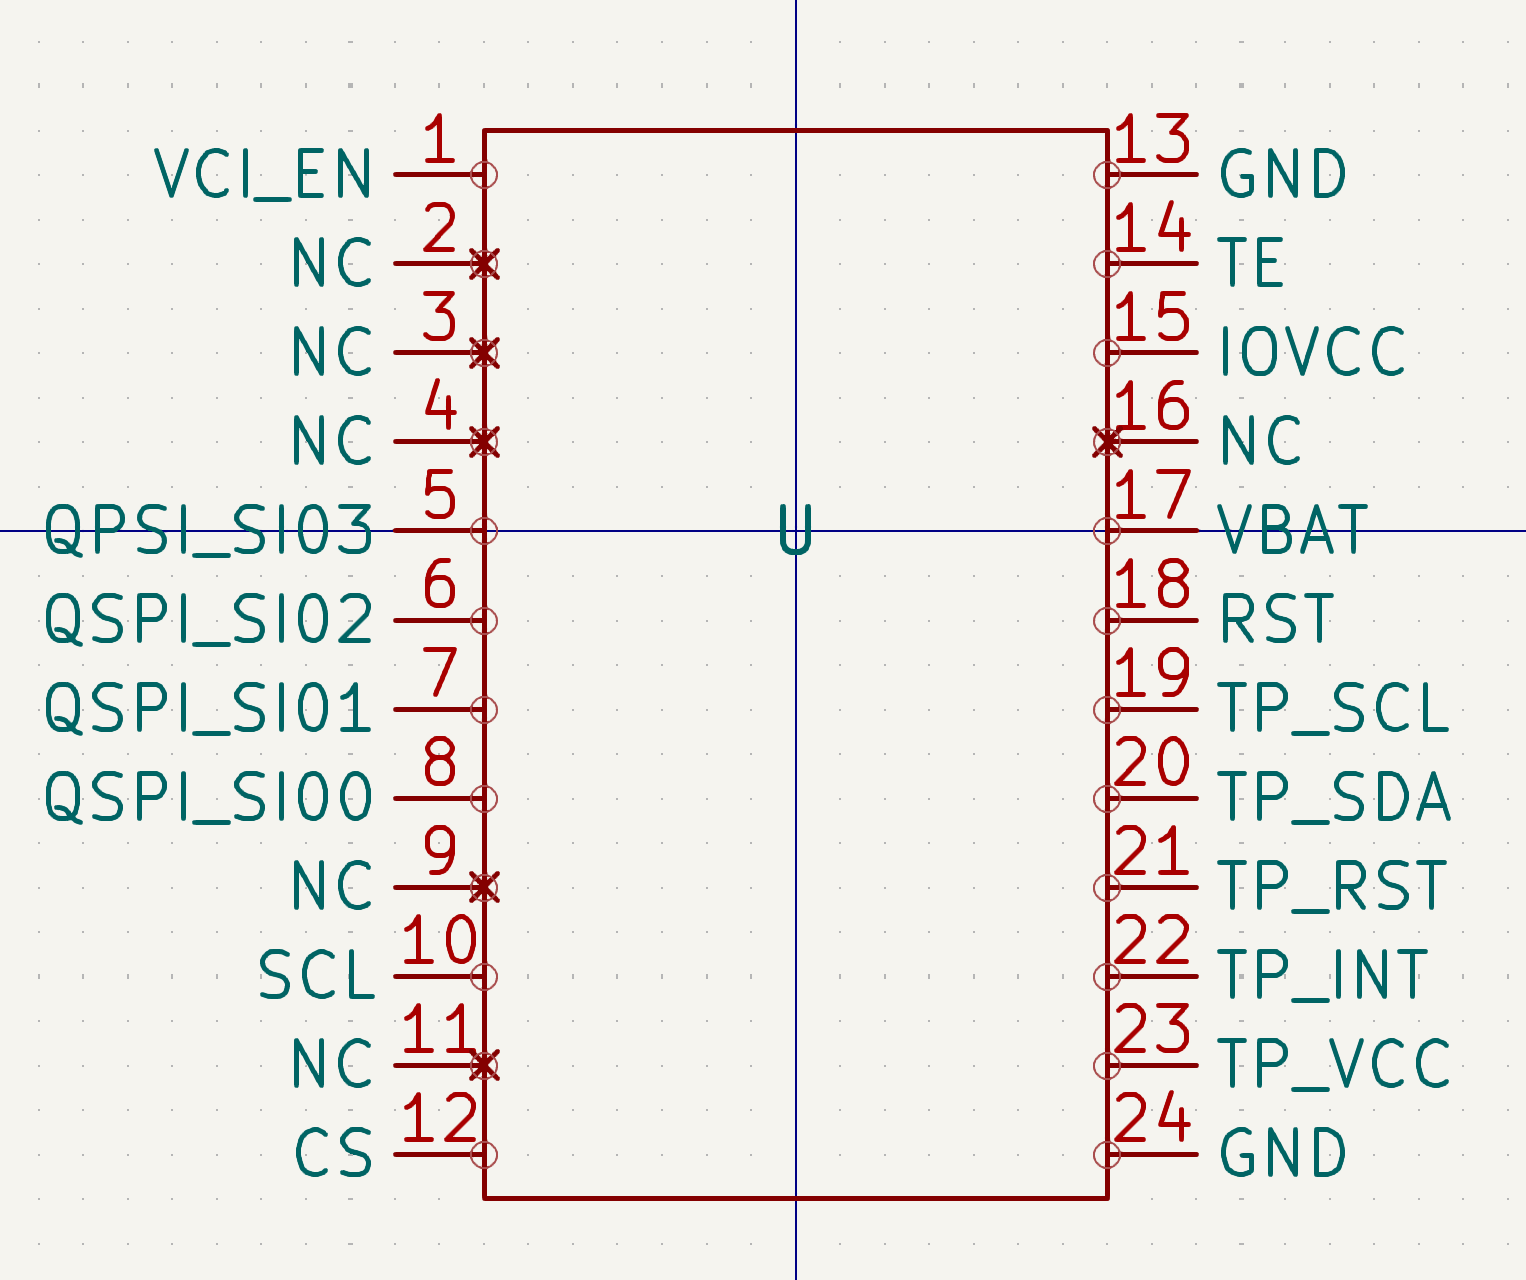 1
VCI_EN
2
NC
3
NC
4
NC
5
QPSI_SI03
6
QSPI_SI02
7
QSPI_SI01
8
QSPI_SI00
9
NC
10
SCL
11
NC
12
CS
U
13
GND
14
TE
15
IOVCC
16
NC
17
VBAT
18
RST
19
TP_SCL
20
TP_SDA
21
TP_RST
22
TP_INT
23
TP_VCC
24
GND